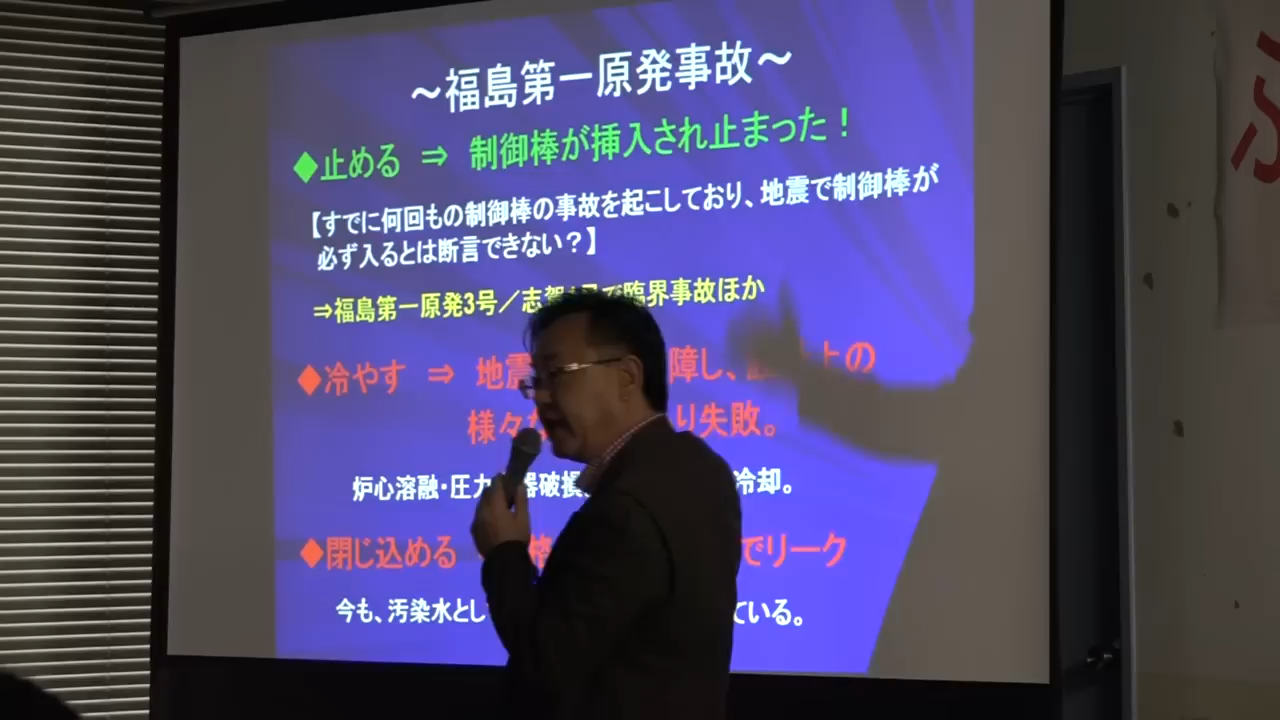 ～福島第一原発事故～
◆止める ⇒ 制御棒が挿入され止まった！
【すでに何回もの制御棒の事故を起こしており、地震で制御棒が
必ず入るとは断言できない？】
⇒福島第一原発3号／志賀 で臨界事故ほか
◆冷やす ⇒ 地震 障し、 上の
様々な り失敗。
炉心溶融・圧力 器破損 冷却。
◆閉じ込める でリーク
今も、汚染水とし ている。